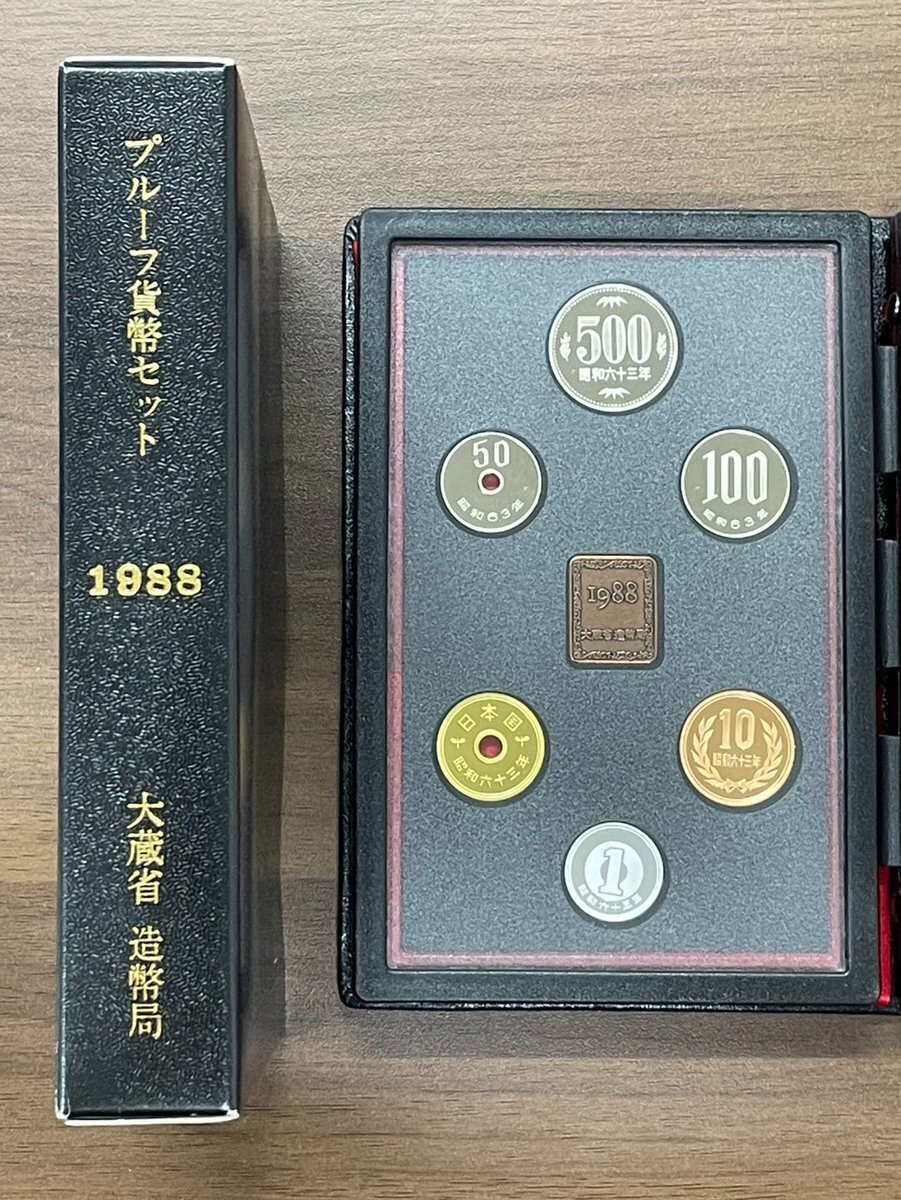 プルーフ貨幣セット
1988
大蔵省 造幣局
500
昭和六十三年
50
昭和63年
100
昭和63年
1988
大蔵省造幣局
日本国
昭和六十三年
10
昭和六十三年
1
昭和六十三年